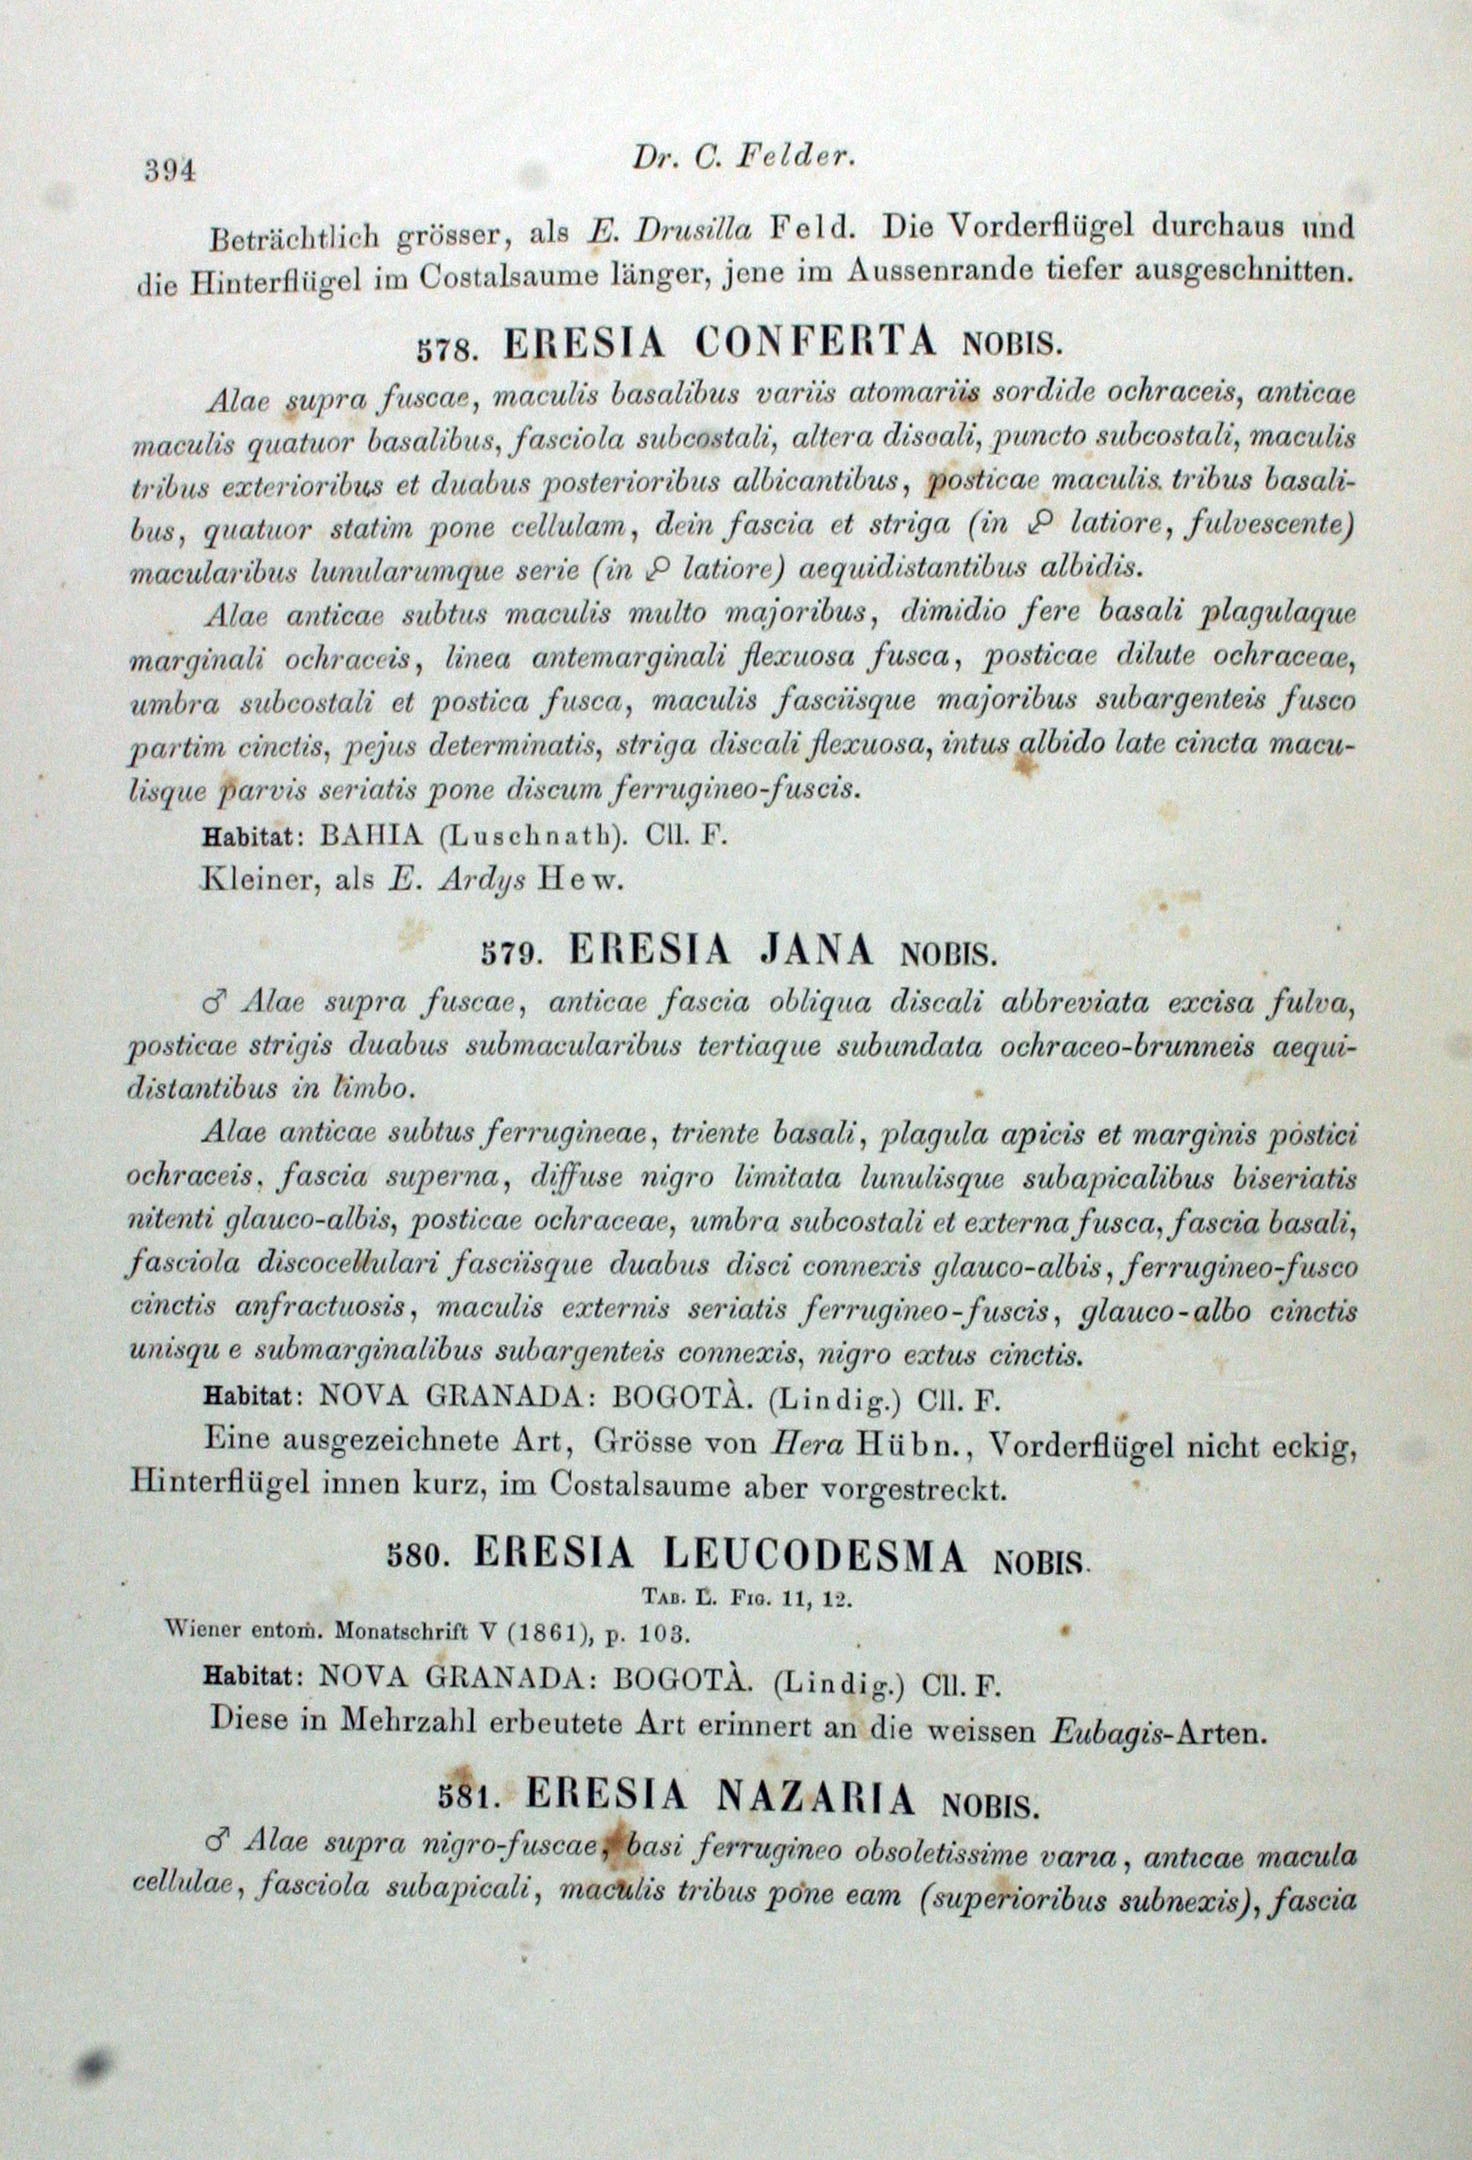 394
Dr. C. Felder.
Beträchtlich grösser, als E. Drusilla Feld. Die Vorderflügel durchaus und
die Hinterflügel im Costalsaume länger, jene im Aussenrande tiefer ausgeschnitten.
578. ERESIA CONFERTA NOBIS.
Alae supra fuscae, maculis basalibus variis atomariis sordide ochraceis, anticae
maculis quatuor basalibus, fasciola subcostali, altera discali, puncto subcostali, maculis
tribus exterioribus et duabus posterioribus albicantibus, posticae maculis tribus basali-
bus, quatuor statim pone cellulam, dein fascia et striga (in ♀ latiore, fulvescente)
macularibus lunularumque serie (in ♀ latiore) aequidistantibus albidis.
Alae anticae subtus maculis multo majoribus, dimidio fere basali plagulaque
marginali ochraceis, linea antemarginali flexuosa fusca, posticae dilute ochraceae,
umbra subcostali et postica fusca, maculis fasciisque majoribus subargenteis fusco
partim cinctis, pejus determinatis, striga discali flexuosa, intus albido late cincta macu-
lisque parvis seriatis pone discum ferrugineo-fuscis.
Habitat: BAHIA (Luschnath). Cll. F.
Kleiner, als E. Ardys Hew.
579. ERESIA JANA NOBIS.
♂ Alae supra fuscae, anticae fascia obliqua discali abbreviata excisa fulva,
posticae strigis duabus submacularibus tertiaque subundata ochraceo-brunneis aequi-
distantibus in limbo.
Alae anticae subtus ferrugineae, triente basali, plagula apicis et marginis postici
ochraceis, fascia superna, diffuse nigro limitata lunulisque subapicalibus biseriatis
nitenti glauco-albis, posticae ochraceae, umbra subcostali et externa fusca, fascia basali,
fasciola discocellulari fasciisque duabus disci connexis glauco-albis, ferrugineo-fusco
cinctis anfractuosis, maculis externis seriatis ferrugineo-fuscis, glauco-albo cinctis
unisqu e submarginalibus subargenteis connexis, nigro extus cinctis.
Habitat: NOVA GRANADA: BOGOTÀ. (Lindig.) Cll. F.
Eine ausgezeichnete Art, Grösse von Hera Hübn., Vorderflügel nicht eckig,
Hinterflügel innen kurz, im Costalsaume aber vorgestreckt.
580. ERESIA LEUCODESMA NOBIS.
TAB. L. FIG. 11, 12.
Wiener entom. Monatschrift V (1861), p. 103.
Habitat: NOVA GRANADA: BOGOTÀ. (Lindig.) Cll. F.
Diese in Mehrzahl erbeutete Art erinnert an die weissen Eubagis-Arten.
581. ERESIA NAZARIA NOBIS.
♂ Alae supra nigro-fuscae, basi ferrugineo obsoletissime varia, anticae macula
cellulae, fasciola subapicali, maculis tribus pone eam (superioribus subnexis), fascia